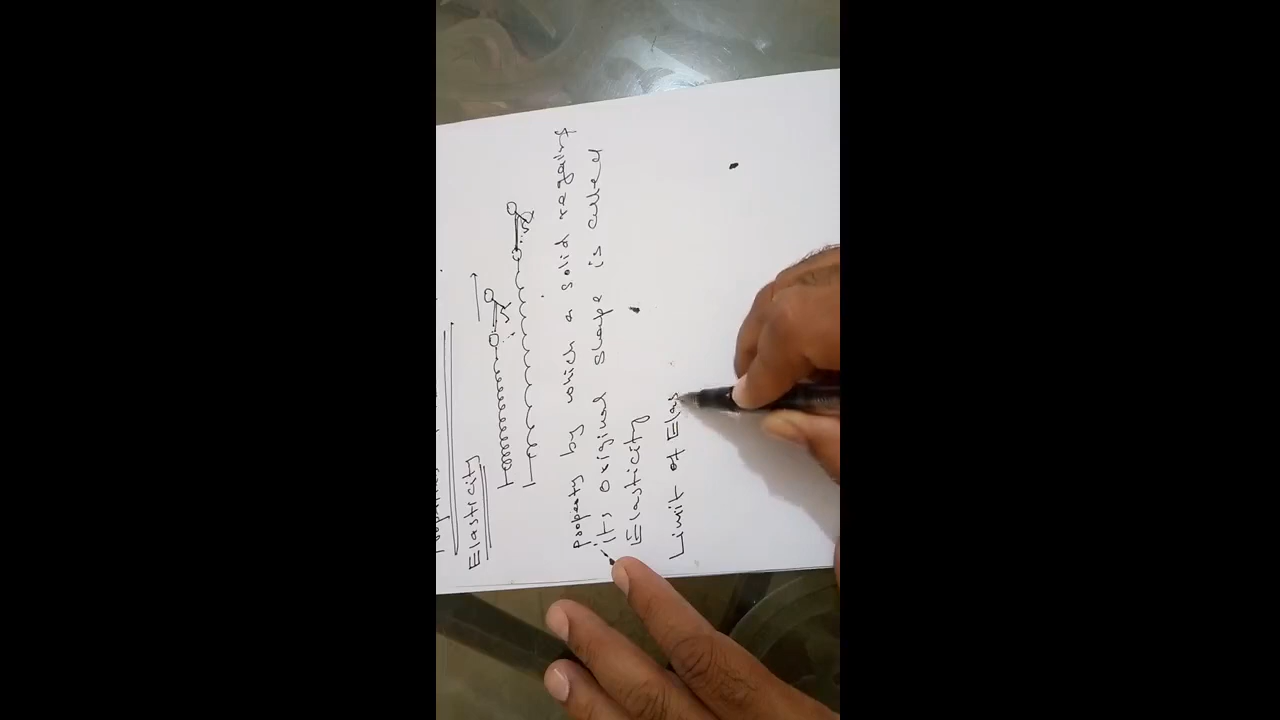 Elasticity
Property by which a solid regains
its original shape is called
Elasticity
Limit of Elas